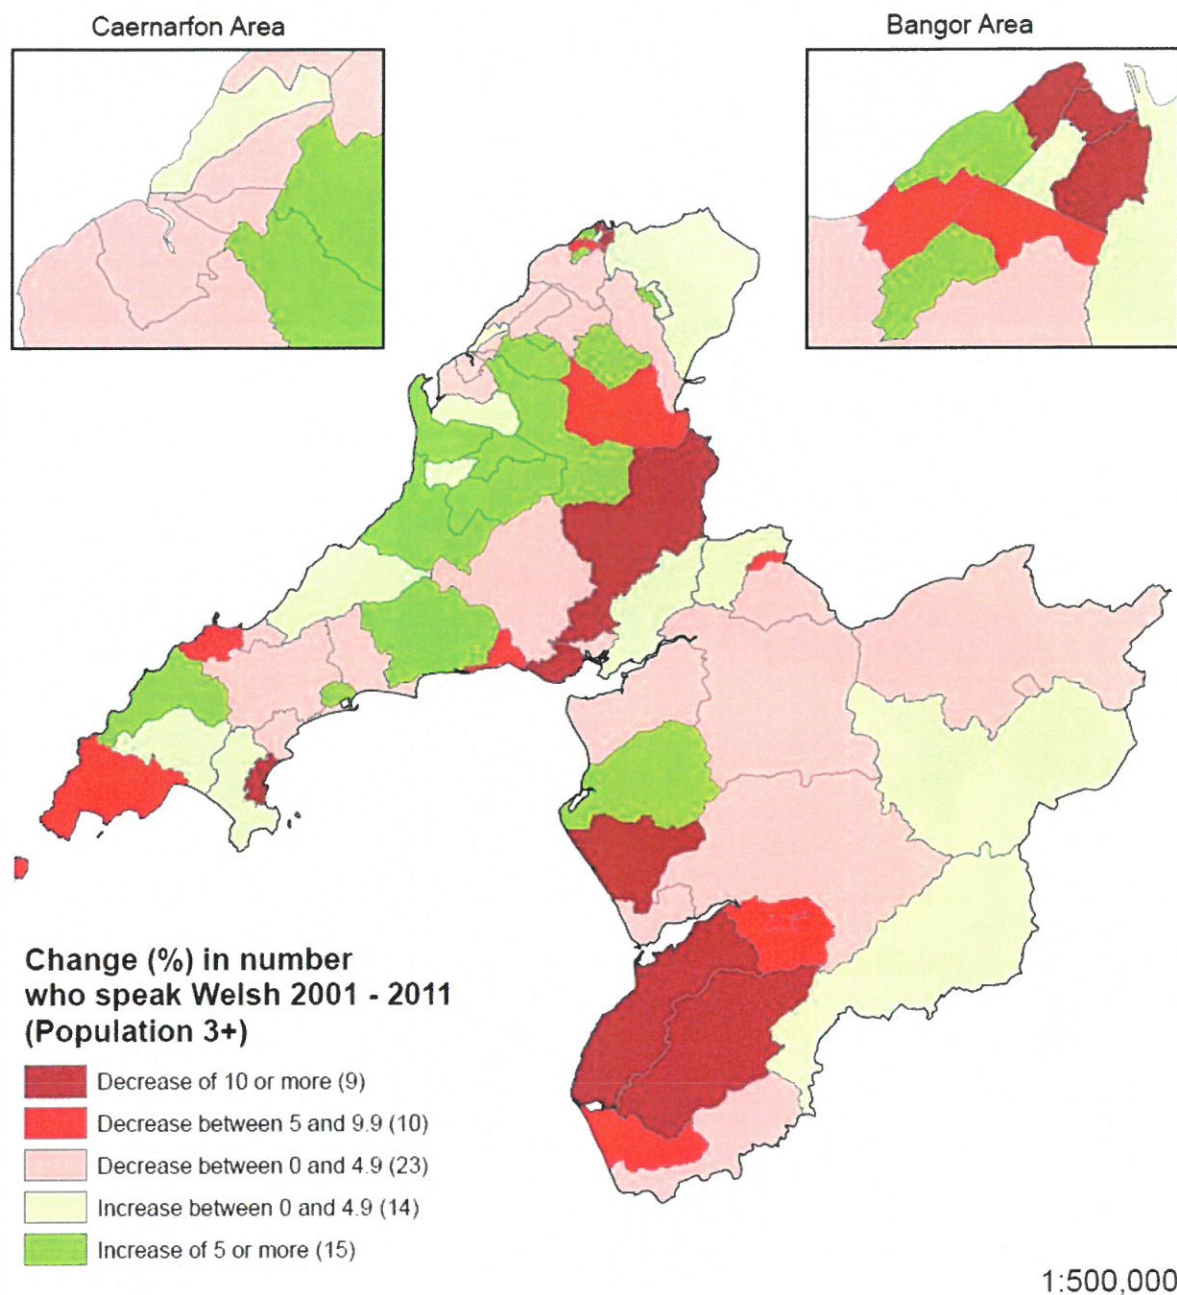 Caernarfon Area
Bangor Area
Change (%) in number
who speak Welsh 2001 - 2011
(Population 3+)
Decrease of 10 or more (9)
Decrease between 5 and 9.9 (10)
Decrease between 0 and 4.9 (23)
Increase between 0 and 4.9 (14)
Increase of 5 or more (15)
1:500,000